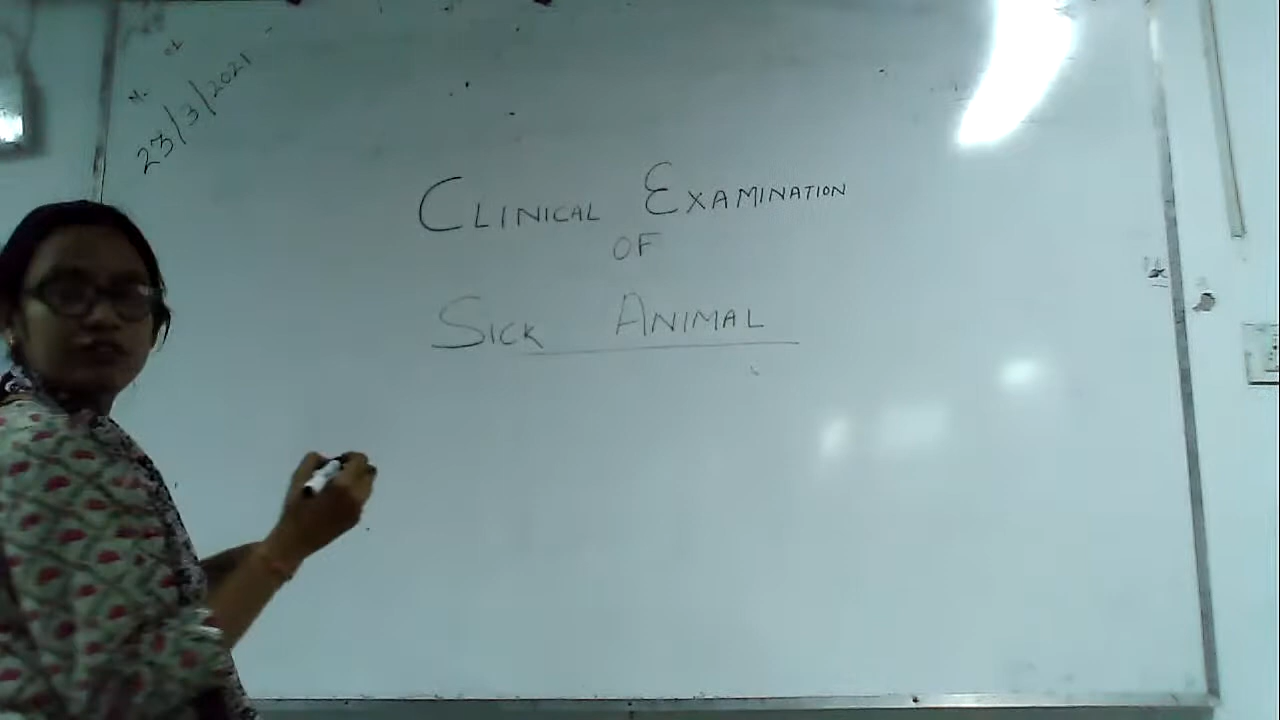 23/3/2021
CLINICAL EXAMINATION
OF
SICK ANIMAL